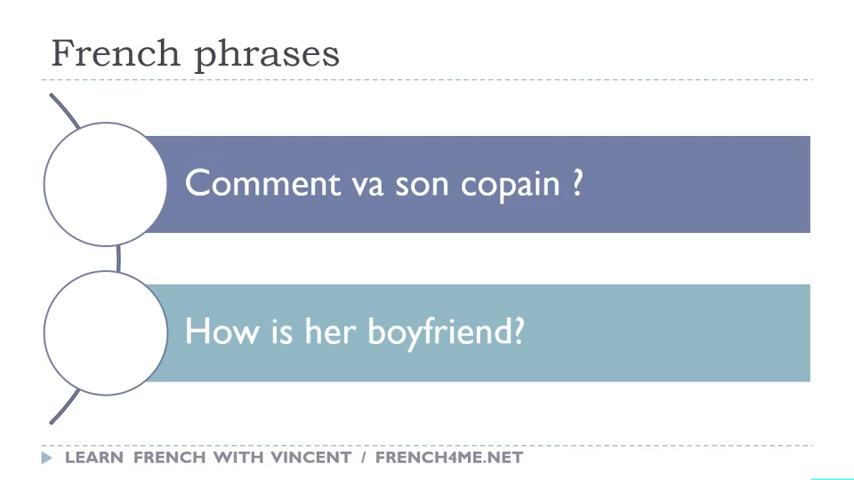 French phrases
Comment va son copain ?
How is her boyfriend?
LEARN FRENCH WITH VINCENT / FRENCH4ME.NET